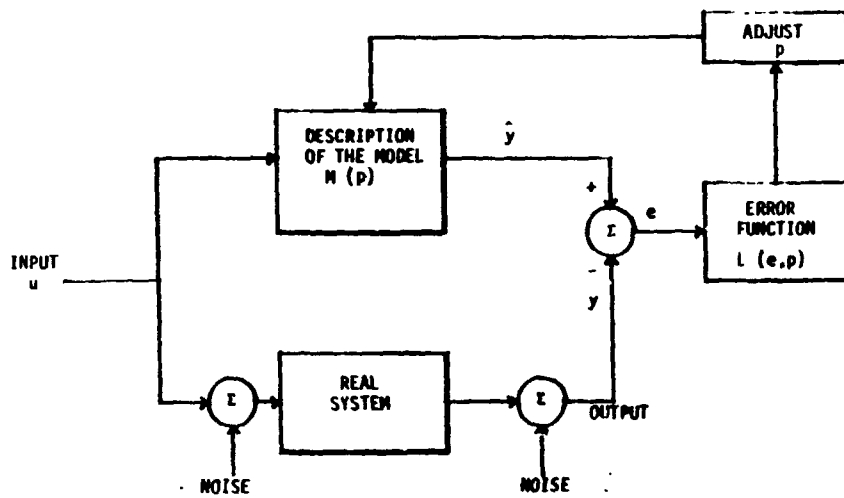 ADJUST
p
DESCRIPTION
OF THE MODEL
M (p)
ŷ
+
Σ
e
ERROR
FUNCTION
L (e,p)
INPUT
u
-
y
Σ
REAL
SYSTEM
Σ
OUTPUT
NOISE
NOISE